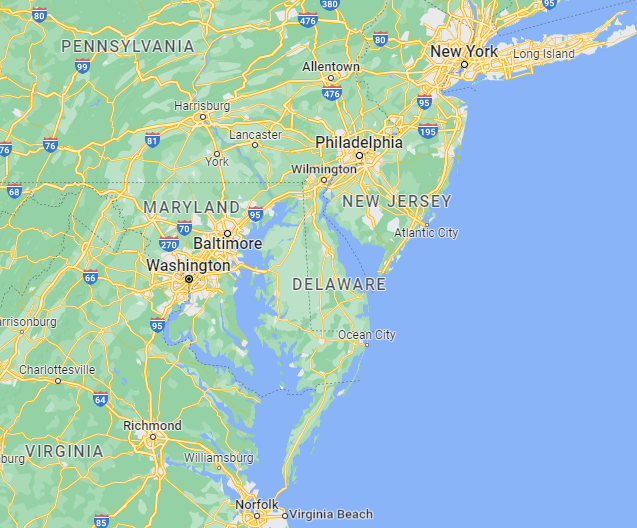 80
380
476
95
PENNSYLVANIA
80
New York
Long Island
99
Allentown
476
Harrisburg
95
81
Lancaster
195
76
76
Philadelphia
York
Wilmington
68
MARYLAND
95
NEW JERSEY
70
Atlantic City
270
Baltimore
Washington
66
DELAWARE
arrisonburg
95
Ocean City
Charlottesville
64
Richmond
VIRGINIA
burg
Williamsburg
Norfolk
Virginia Beach
85